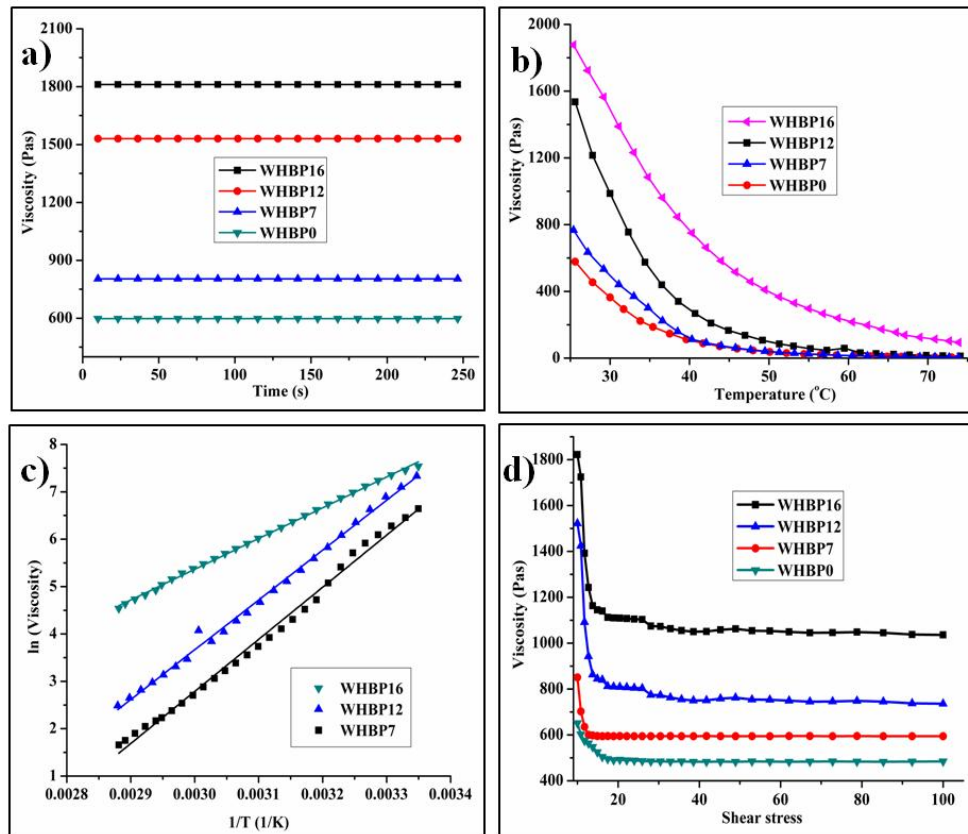 a)
2100
1800
1500
1200
900
600
Viscosity (Pas)
WHBP16
WHBP12
WHBP7
WHBP0
0 50 100 150 200 250
Time (s)
b)
2000
1600
1200
800
400
0
Viscosity (Pas)
WHBP16
WHBP12
WHBP7
WHBP0
30 40 50 60 70
Temperature (°C)
c)
8
7
6
5
4
3
2
1
ln (Viscosity)
WHBP16
WHBP12
WHBP7
0.0028 0.0029 0.0030 0.0031 0.0032 0.0033 0.0034
1/T (1/K)
d)
1800
1600
1400
1200
1000
800
600
400
Viscosity (Pas)
WHBP16
WHBP12
WHBP7
WHBP0
20 40 60 80 100
Shear stress